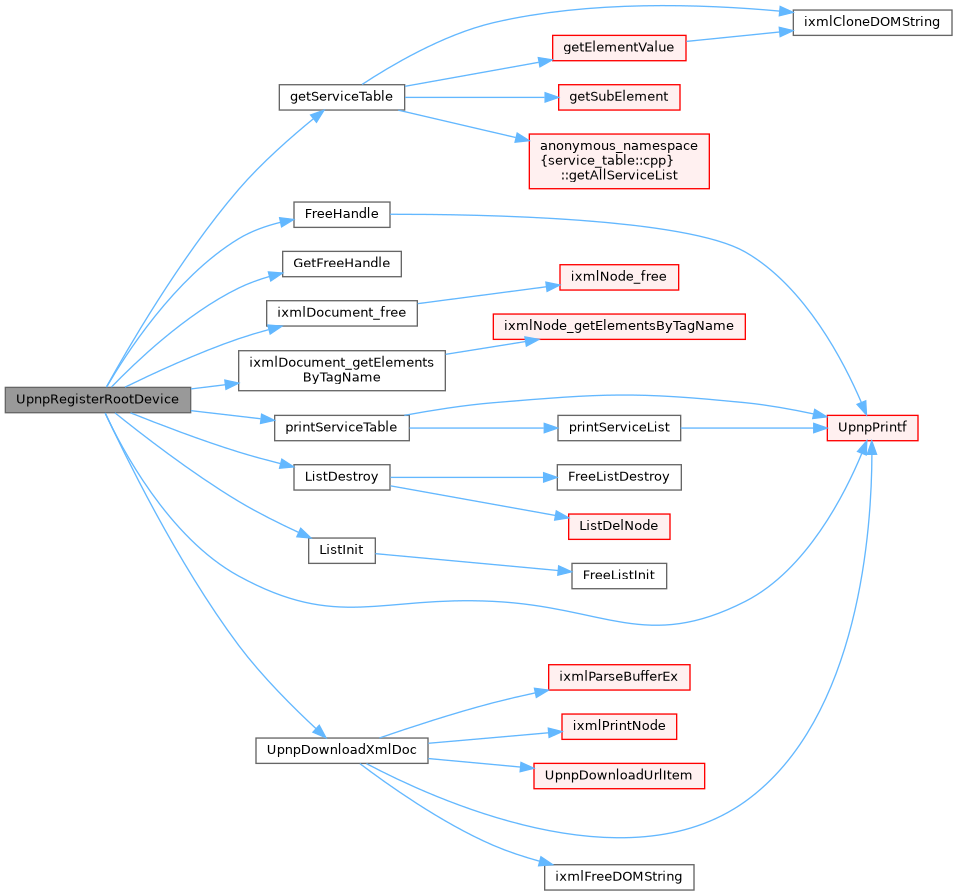 ixmlCloneDOMString
getElementValue
getServiceTable
getSubElement
anonymous_namespace
{service_table::cpp}
::getAllServiceList
FreeHandle
GetFreeHandle
ixmlNode_free
ixmlDocument_free
ixmlNode_getElementsByTagName
ixmlDocument_getElements
ByTagName
UpnpRegisterRootDevice
printServiceTable
printServiceList
UpnpPrintf
ListDestroy
FreeListDestroy
ListDelNode
ListInit
FreeListInit
ixmlParseBufferEx
ixmlPrintNode
UpnpDownloadXmlDoc
UpnpDownloadUrlItem
ixmlFreeDOMString